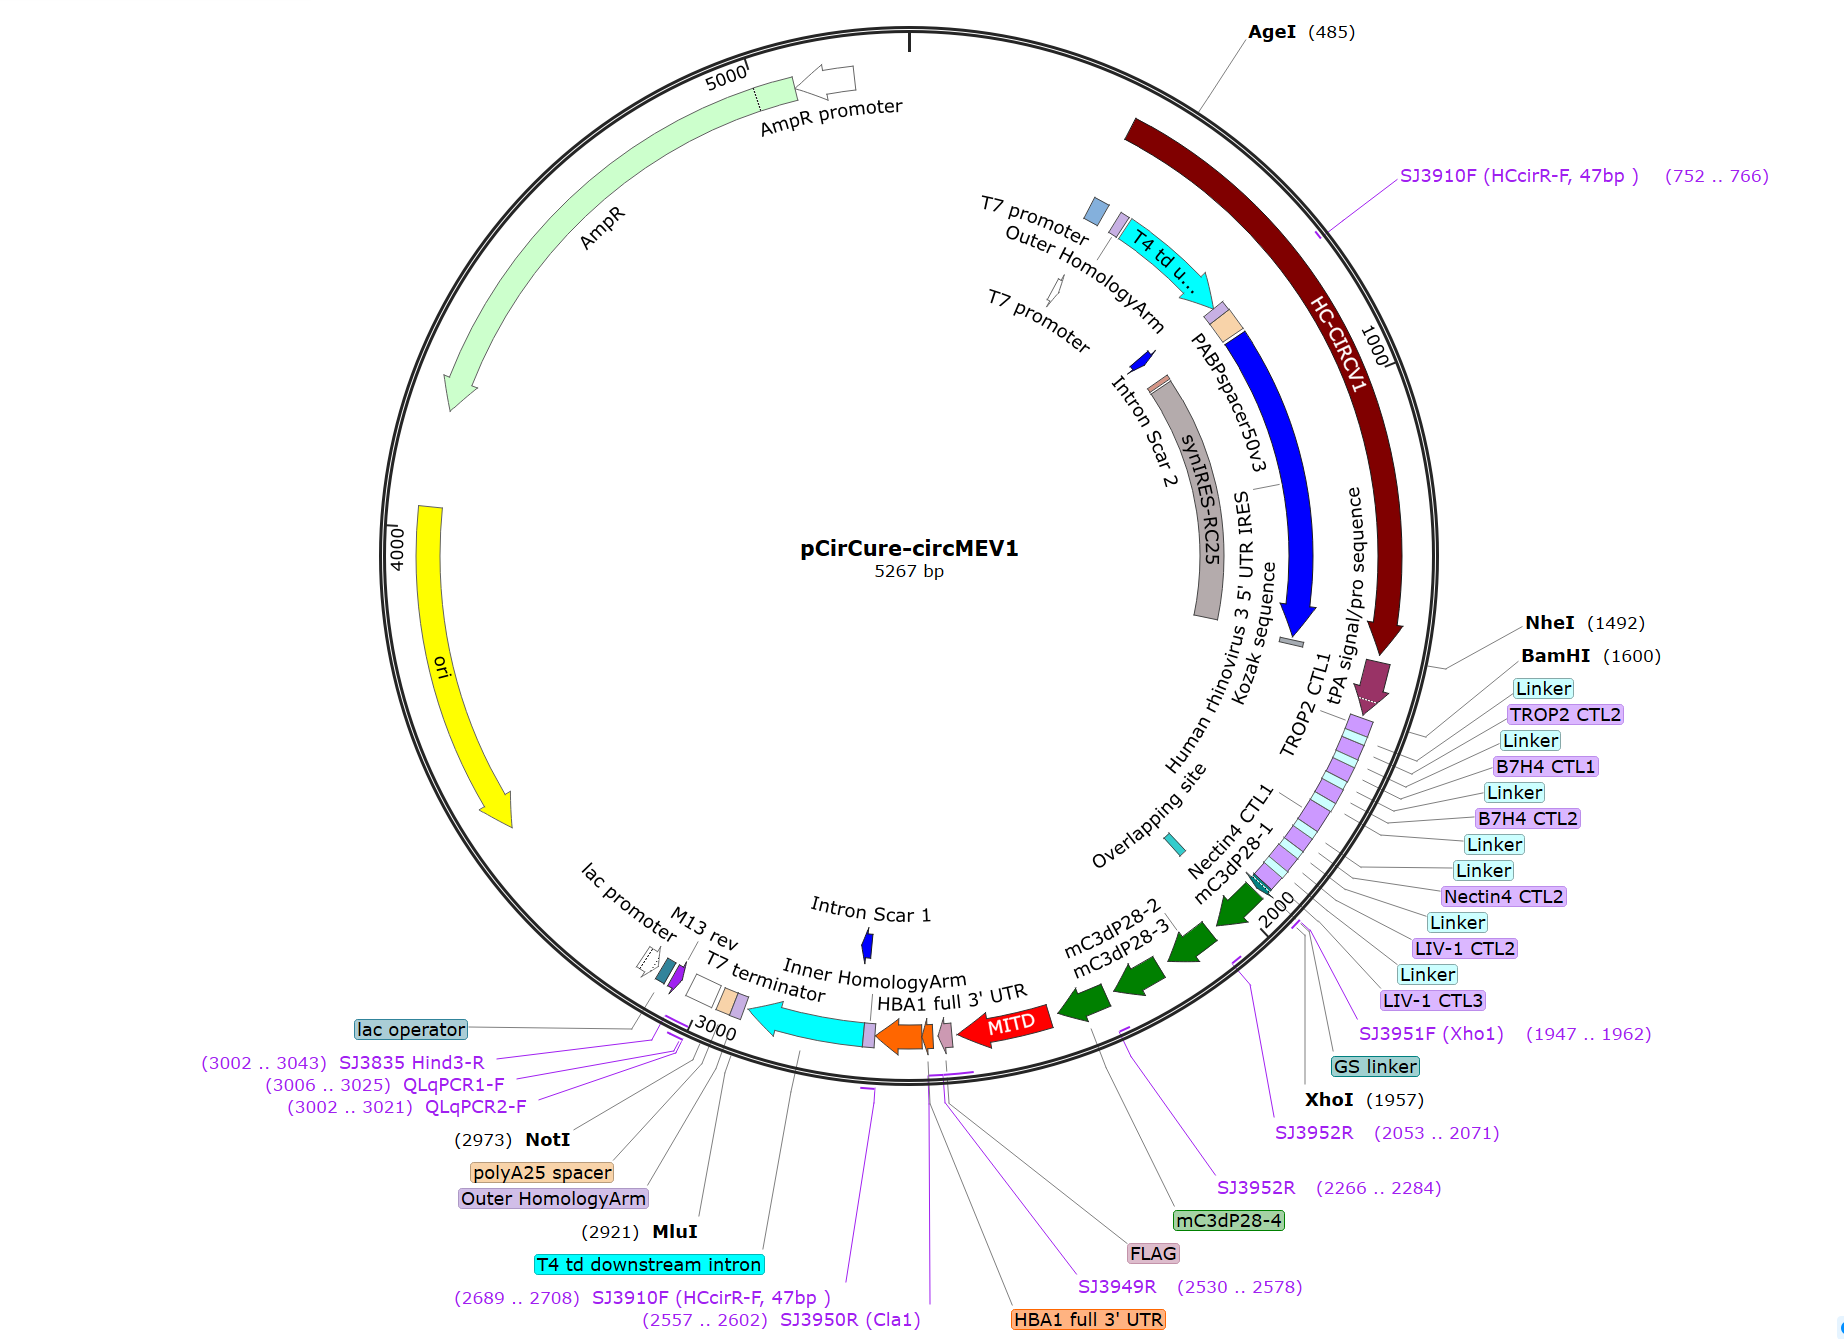 AgeI (485)
5000
AmpR promoter
SJ3910F (HCcirR-F, 47bp ) (752 .. 766)
AmpR
T7 promoter
Outer HomologyArm
T4 td u...
T7 promoter
HC-CIRCV1
1000
PABPspacer50v3
Intron Scar 2
synIRES-RC25
4000
pCirCure-circMEV1
5267 bp
Human rhinovirus 3 5' UTR IRES
Kozak sequence
tPA signal/pro sequence
TROP2 CTL1
ori
NheI (1492)
BamHI (1600)
Linker
TROP2 CTL2
Linker
B7H4 CTL1
Linker
B7H4 CTL2
Linker
Linker
Nectin4 CTL2
Linker
LIV-1 CTL2
Linker
LIV-1 CTL3
Overlapping site
Nectin4 CTL1
mC3dP28-1
2000
mC3dP28-2
mC3dP28-3
lac promoter
M13 rev
T7 terminator
Intron Scar 1
Inner HomologyArm
HBA1 full 3' UTR
MITD
3000
SJ3951F (Xho1) (1947 .. 1962)
GS linker
XhoI (1957)
SJ3952R (2053 .. 2071)
SJ3952R (2266 .. 2284)
mC3dP28-4
FLAG
SJ3949R (2530 .. 2578)
HBA1 full 3' UTR
lac operator
(3002 .. 3043) SJ3835 Hind3-R
(3006 .. 3025) QLqPCR1-F
(3002 .. 3021) QLqPCR2-F
(2973) NotI
polyA25 spacer
Outer HomologyArm
(2921) MluI
T4 td downstream intron
(2689 .. 2708) SJ3910F (HCcirR-F, 47bp )
(2557 .. 2602) SJ3950R (Cla1)